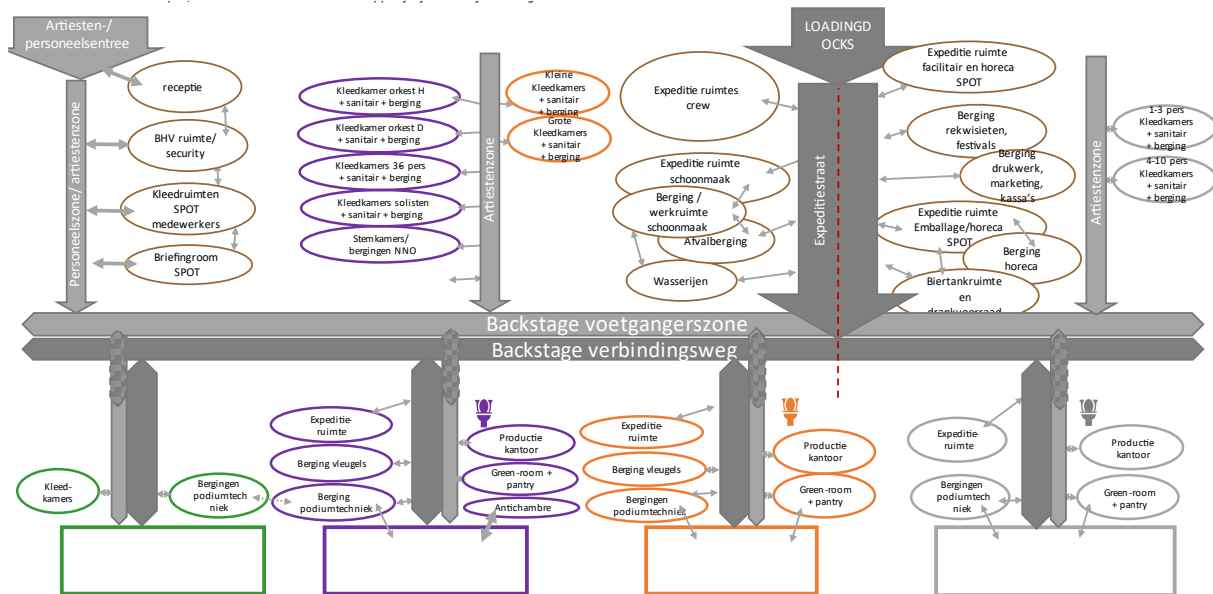 Artiesten-/
personeelsentree
receptie
BHV ruimte/
security
Kleedruimten
SPOT
medewerkers
Briefingroom
SPOT
Personeelszone/ artiestenzone
Kleedkamer orkest H
+ sanitair + berging
Kleedkamer orkest D
+ sanitair + berging
Kleedkamers 36 pers
+ sanitair + berging
Kleedkamers solisten
+ sanitair + berging
Stemkamers/
bergingen NNO
Artiestenzone
Kleine
Kleedkamers
+ sanitair
+ berging
Grote
Kleedkamers
+ sanitair
+ berging
LOADINGD
OCKS
Expeditie ruimtes
crew
Expeditie ruimte
schoonmaak
Berging /
werkruimte
schoonmaak
Afvalberging
Wasserijen
Expeditiestraat
Expeditie ruimte
facilitair en horeca
SPOT
Berging
rekwisieten,
festivals
Berging
drukwerk,
marketing,
kassa's
Expeditie ruimte
Emballage/horeca
SPOT
Berging
horeca
Biertankruimte
en
drankvoorraad
Artiestenzone
1-3 pers
Kleedkamers
+ sanitair
+ berging
4-10 pers
Kleedkamers
+ sanitair
+ berging
Backstage voetgangerszone
Backstage verbindingsweg
Kleed-
kamers
Bergingen
podiumtech
niek
Expeditie-
ruimte
Berging vleugels
Berging
podiumtechniek
Productie
kantoor
Green-room +
pantry
Antichambre
Expeditie-
ruimte
Berging vleugels
Bergingen
podiumtechniek
Productie
kantoor
Green-room
+ pantry
Expeditie-
ruimte
Bergingen
podiumtech
niek
Productie
kantoor
Green-room
+ pantry